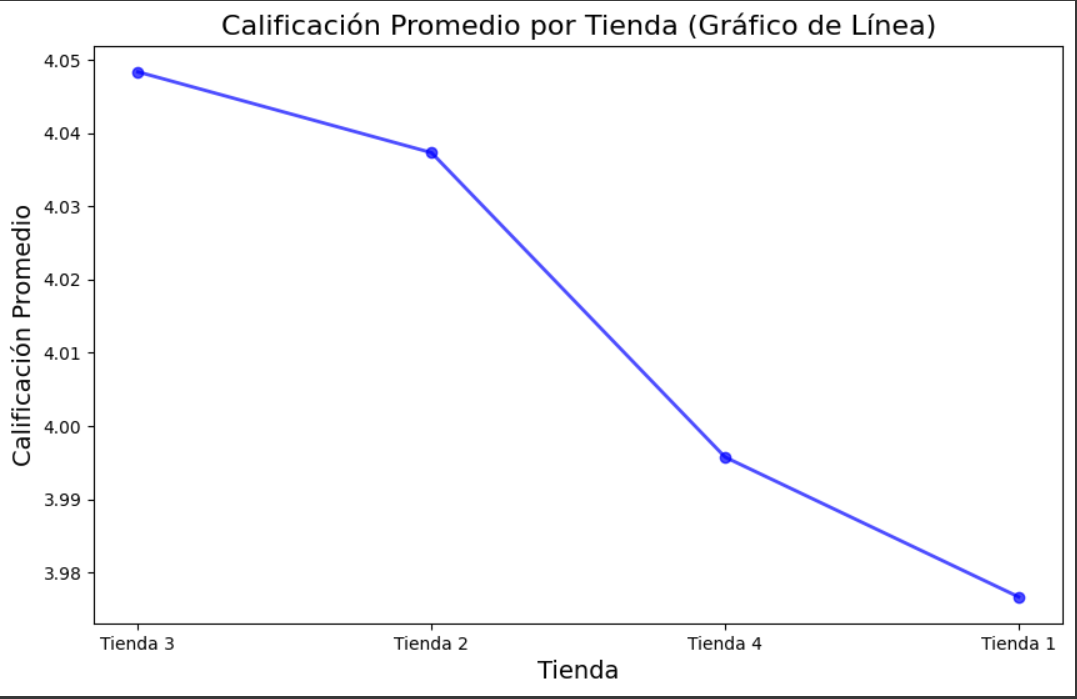 Calificación Promedio por Tienda (Gráfico de Línea)
Calificación Promedio
4.05
4.04
4.03
4.02
4.01
4.00
3.99
3.98
Tienda 3 Tienda 2 Tienda 4 Tienda 1
Tienda